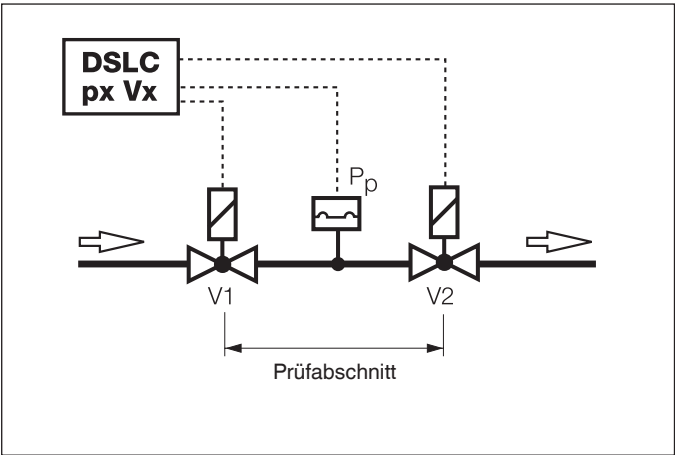 DSLC
px Vx
Pp
V1
V2
Prüfabschnitt